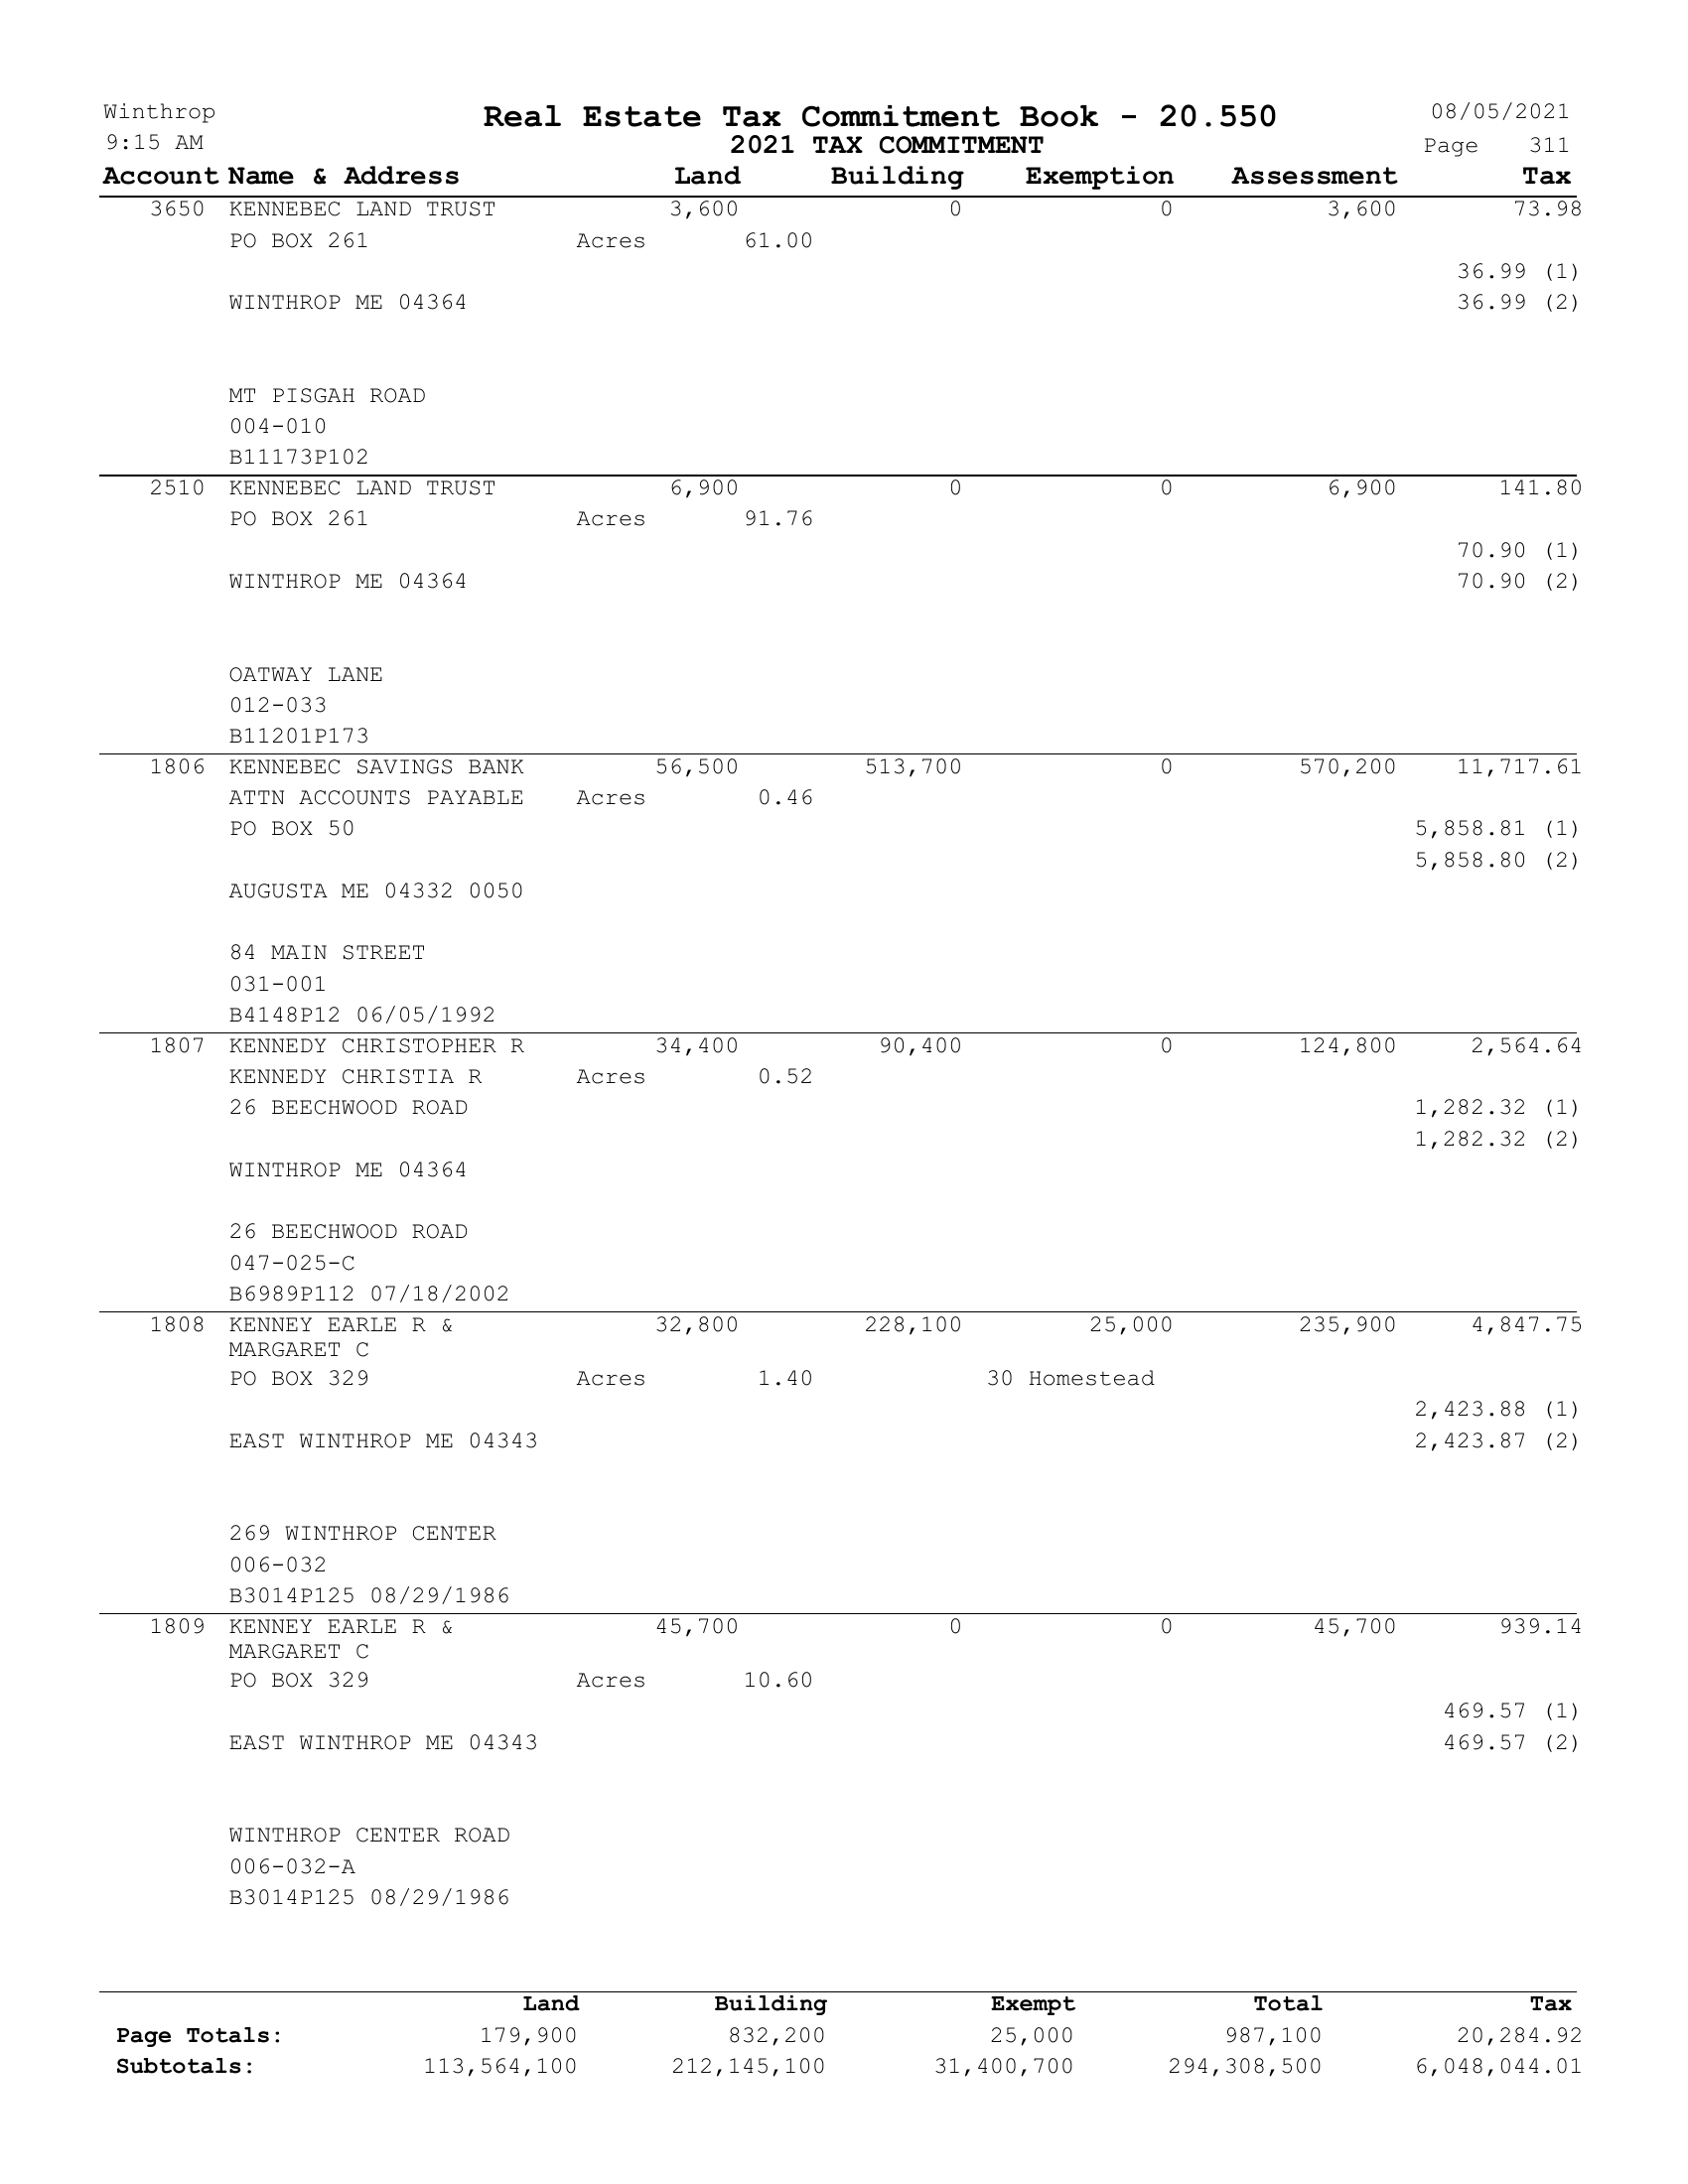 Winthrop Real Estate Tax Commitment Book - 20.550 08/05/2021
9:15 AM 2021 TAX COMMITMENT Page 311
Account Name & Address Land Building Exemption Assessment Tax
3650 KENNEBEC LAND TRUST 3,600 0 0 3,600 73.98
PO BOX 261 Acres 61.00
36.99 (1)
WINTHROP ME 04364 36.99 (2)
MT PISGAH ROAD
004-010
B11173P102
2510 KENNEBEC LAND TRUST 6,900 0 0 6,900 141.80
PO BOX 261 Acres 91.76
70.90 (1)
WINTHROP ME 04364 70.90 (2)
OATWAY LANE
012-033
B11201P173
1806 KENNEBEC SAVINGS BANK 56,500 513,700 0 570,200 11,717.61
ATTN ACCOUNTS PAYABLE Acres 0.46
PO BOX 50 5,858.81 (1)
5,858.80 (2)
AUGUSTA ME 04332 0050
84 MAIN STREET
031-001
B4148P12 06/05/1992
1807 KENNEDY CHRISTOPHER R 34,400 90,400 0 124,800 2,564.64
KENNEDY CHRISTIA R Acres 0.52
26 BEECHWOOD ROAD 1,282.32 (1)
1,282.32 (2)
WINTHROP ME 04364
26 BEECHWOOD ROAD
047-025-C
B6989P112 07/18/2002
1808 KENNEY EARLE R & 32,800 228,100 25,000 235,900 4,847.75
MARGARET C
PO BOX 329 Acres 1.40 30 Homestead
2,423.88 (1)
EAST WINTHROP ME 04343 2,423.87 (2)
269 WINTHROP CENTER
006-032
B3014P125 08/29/1986
1809 KENNEY EARLE R & 45,700 0 0 45,700 939.14
MARGARET C
PO BOX 329 Acres 10.60
469.57 (1)
EAST WINTHROP ME 04343 469.57 (2)
WINTHROP CENTER ROAD
006-032-A
B3014P125 08/29/1986
Land Building Exempt Total Tax
Page Totals: 179,900 832,200 25,000 987,100 20,284.92
Subtotals: 113,564,100 212,145,100 31,400,700 294,308,500 6,048,044.01